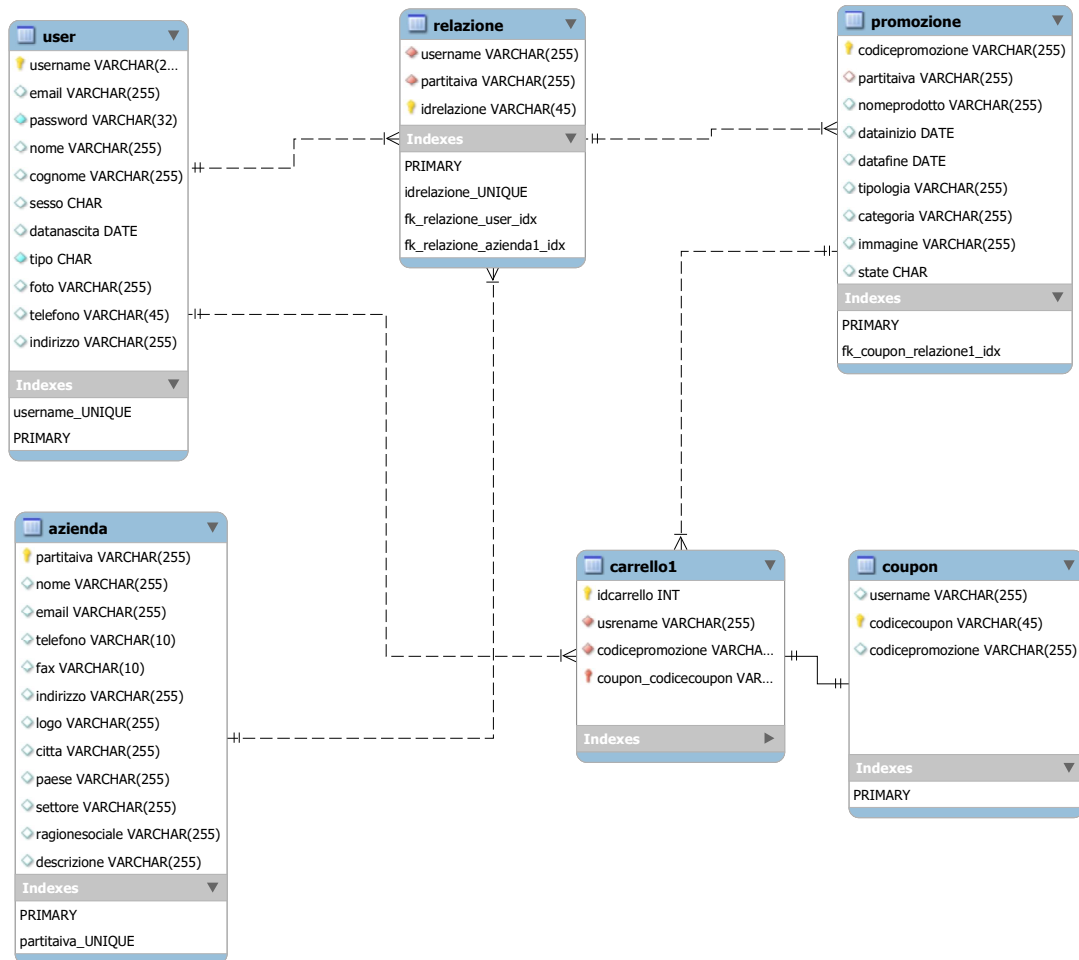 user
username VARCHAR(2...
email VARCHAR(255)
password VARCHAR(32)
nome VARCHAR(255)
cognome VARCHAR(255)
sesso CHAR
datanascita DATE
tipo CHAR
foto VARCHAR(255)
telefono VARCHAR(45)
indirizzo VARCHAR(255)
Indexes
username_UNIQUE
PRIMARY
relazione
username VARCHAR(255)
partitaiva VARCHAR(255)
idrelazione VARCHAR(45)
Indexes
PRIMARY
idrelazione_UNIQUE
fk_relazione_user_idx
fk_relazione_azienda1_idx
promozione
codicepromozione VARCHAR(255)
partitaiva VARCHAR(255)
nomeprodotto VARCHAR(255)
datainizio DATE
datafine DATE
tipologia VARCHAR(255)
categoria VARCHAR(255)
immagine VARCHAR(255)
state CHAR
Indexes
PRIMARY
fk_coupon_relazione1_idx
azienda
partitaiva VARCHAR(255)
nome VARCHAR(255)
email VARCHAR(255)
telefono VARCHAR(10)
fax VARCHAR(10)
indirizzo VARCHAR(255)
logo VARCHAR(255)
citta VARCHAR(255)
paese VARCHAR(255)
settore VARCHAR(255)
ragionesociale VARCHAR(255)
descrizione VARCHAR(255)
Indexes
PRIMARY
partitaiva_UNIQUE
carrello1
idcarrello INT
usrename VARCHAR(255)
codicepromozione VARCHA...
coupon_codicecoupon VAR...
Indexes
coupon
username VARCHAR(255)
codicecoupon VARCHAR(45)
codicepromozione VARCHAR(255)
Indexes
PRIMARY